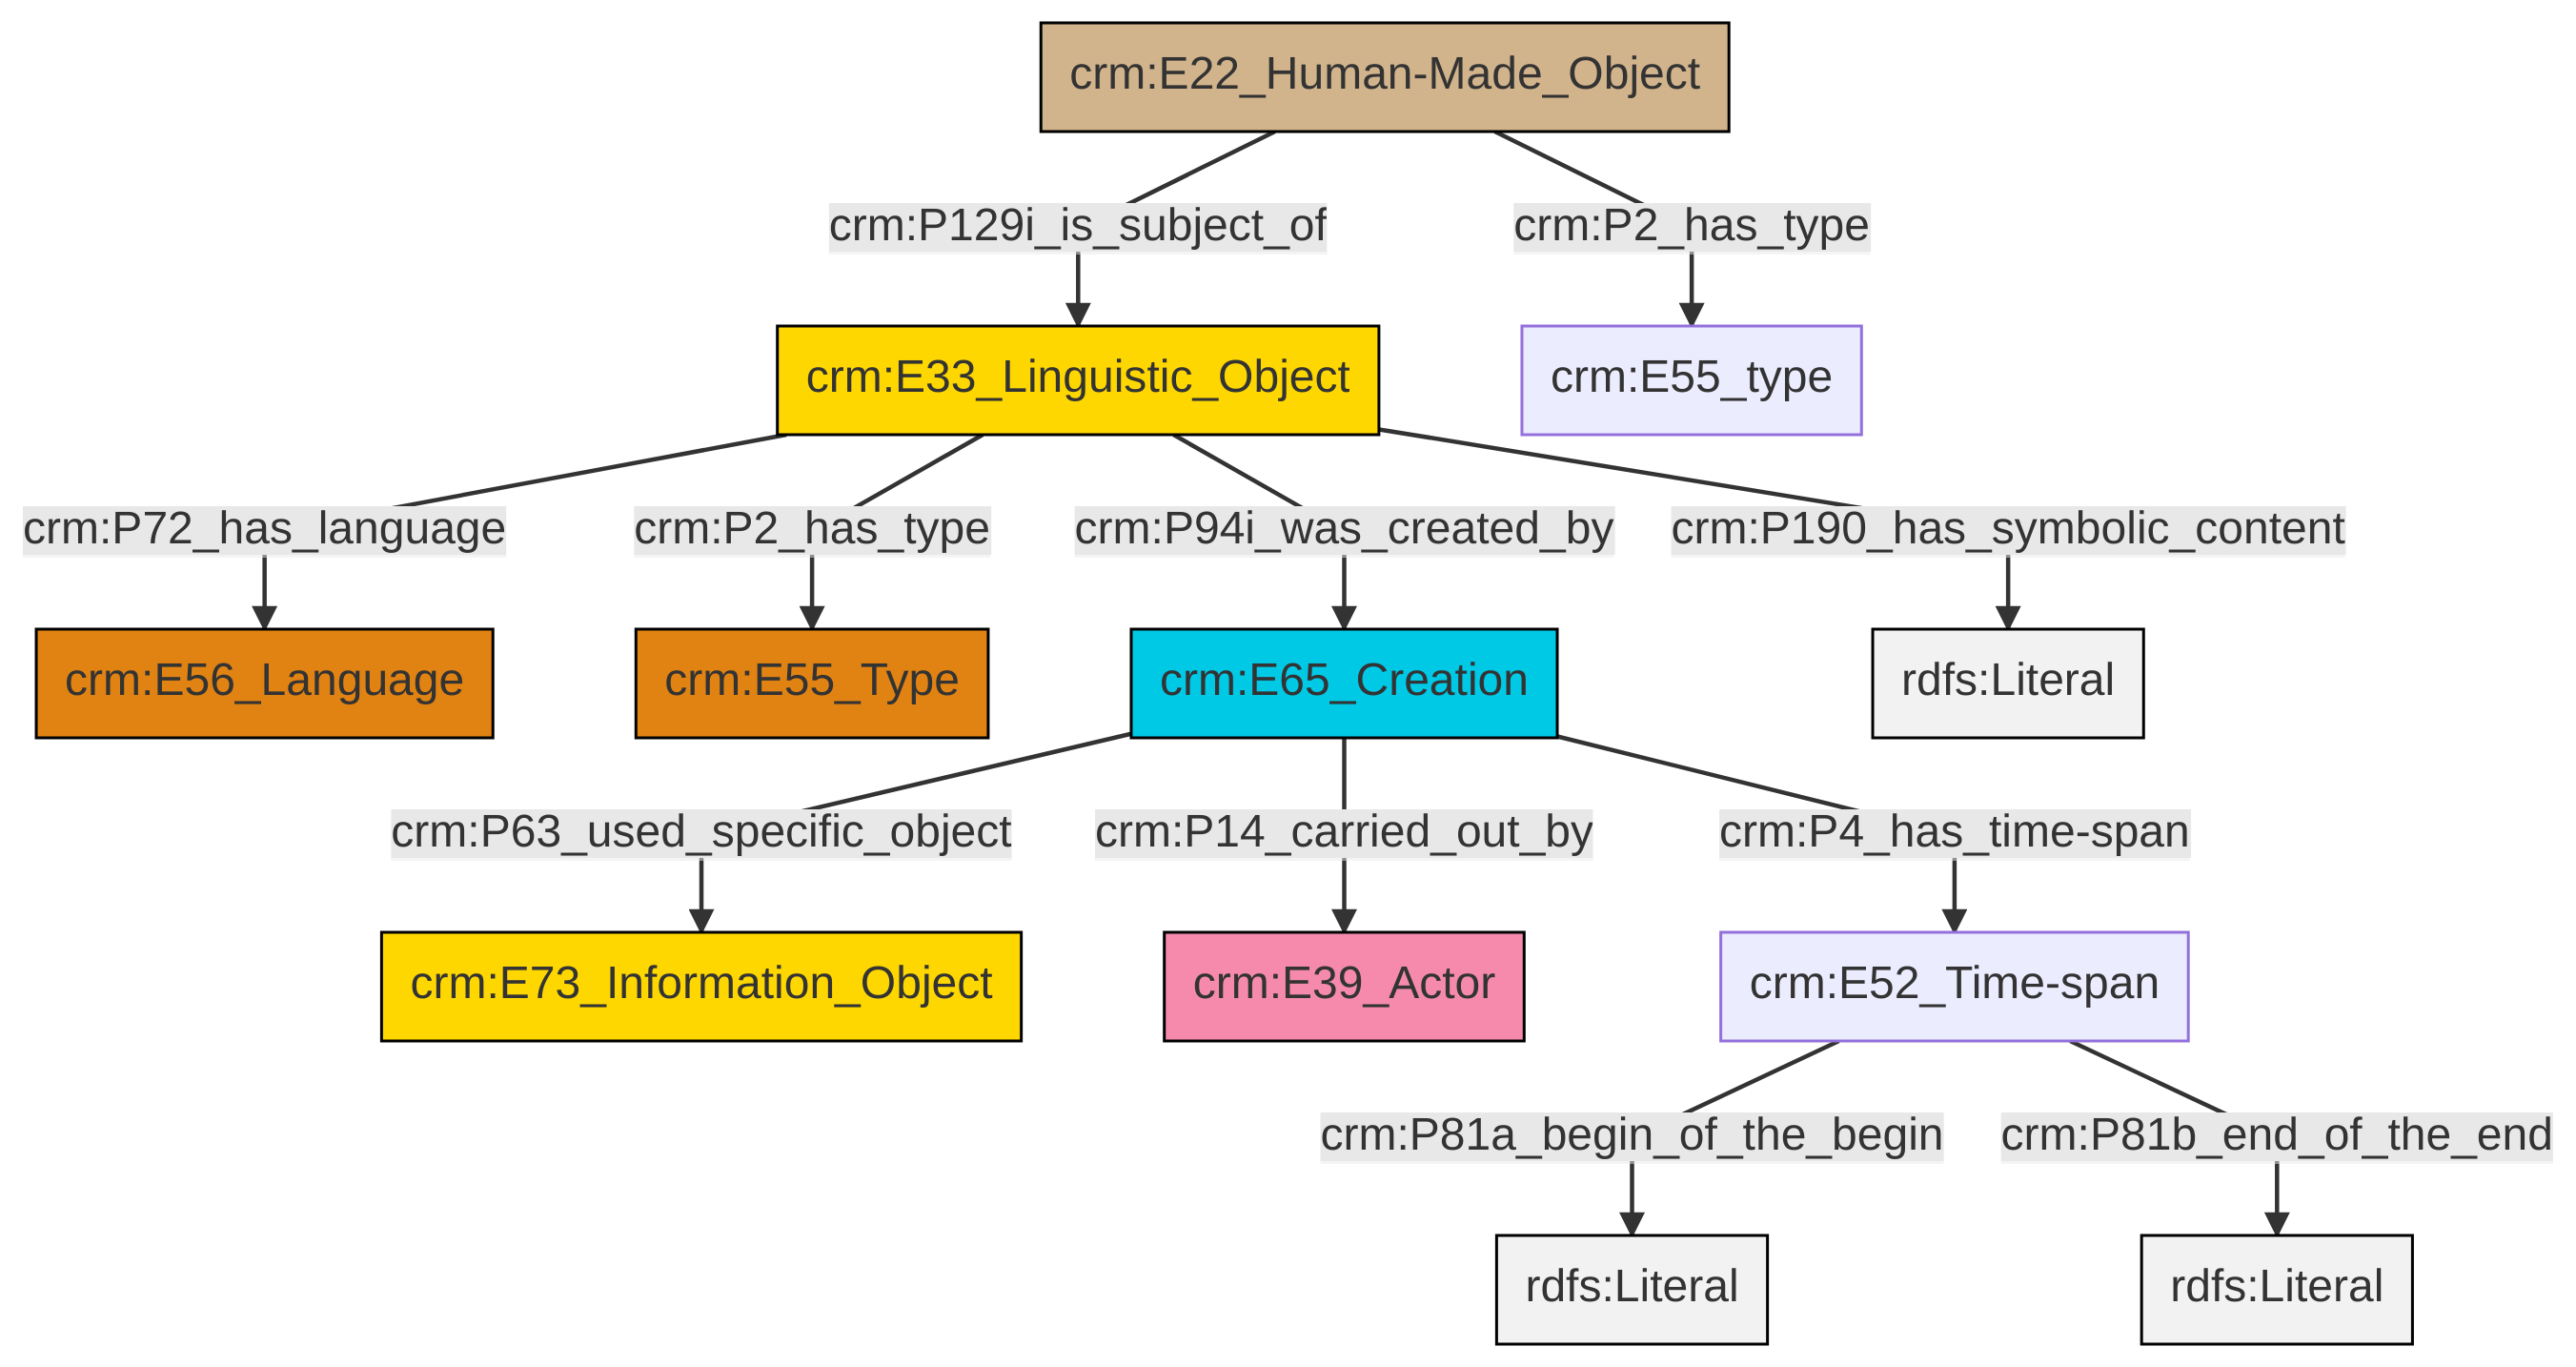 crm:E22_Human-Made_Object
crm:P129i_is_subject_of
crm:P2_has_type
crm:E33_Linguistic_Object
crm:E55_type
crm:P72_has_language
crm:P2_has_type
crm:P94i_was_created_by
crm:P190_has_symbolic_content
crm:E56_Language
crm:E55_Type
crm:E65_Creation
rdfs:Literal
crm:P63_used_specific_object
crm:P14_carried_out_by
crm:P4_has_time-span
crm:E73_Information_Object
crm:E39_Actor
crm:E52_Time-span
crm:P81a_begin_of_the_begin
crm:P81b_end_of_the_end
rdfs:Literal
rdfs:Literal